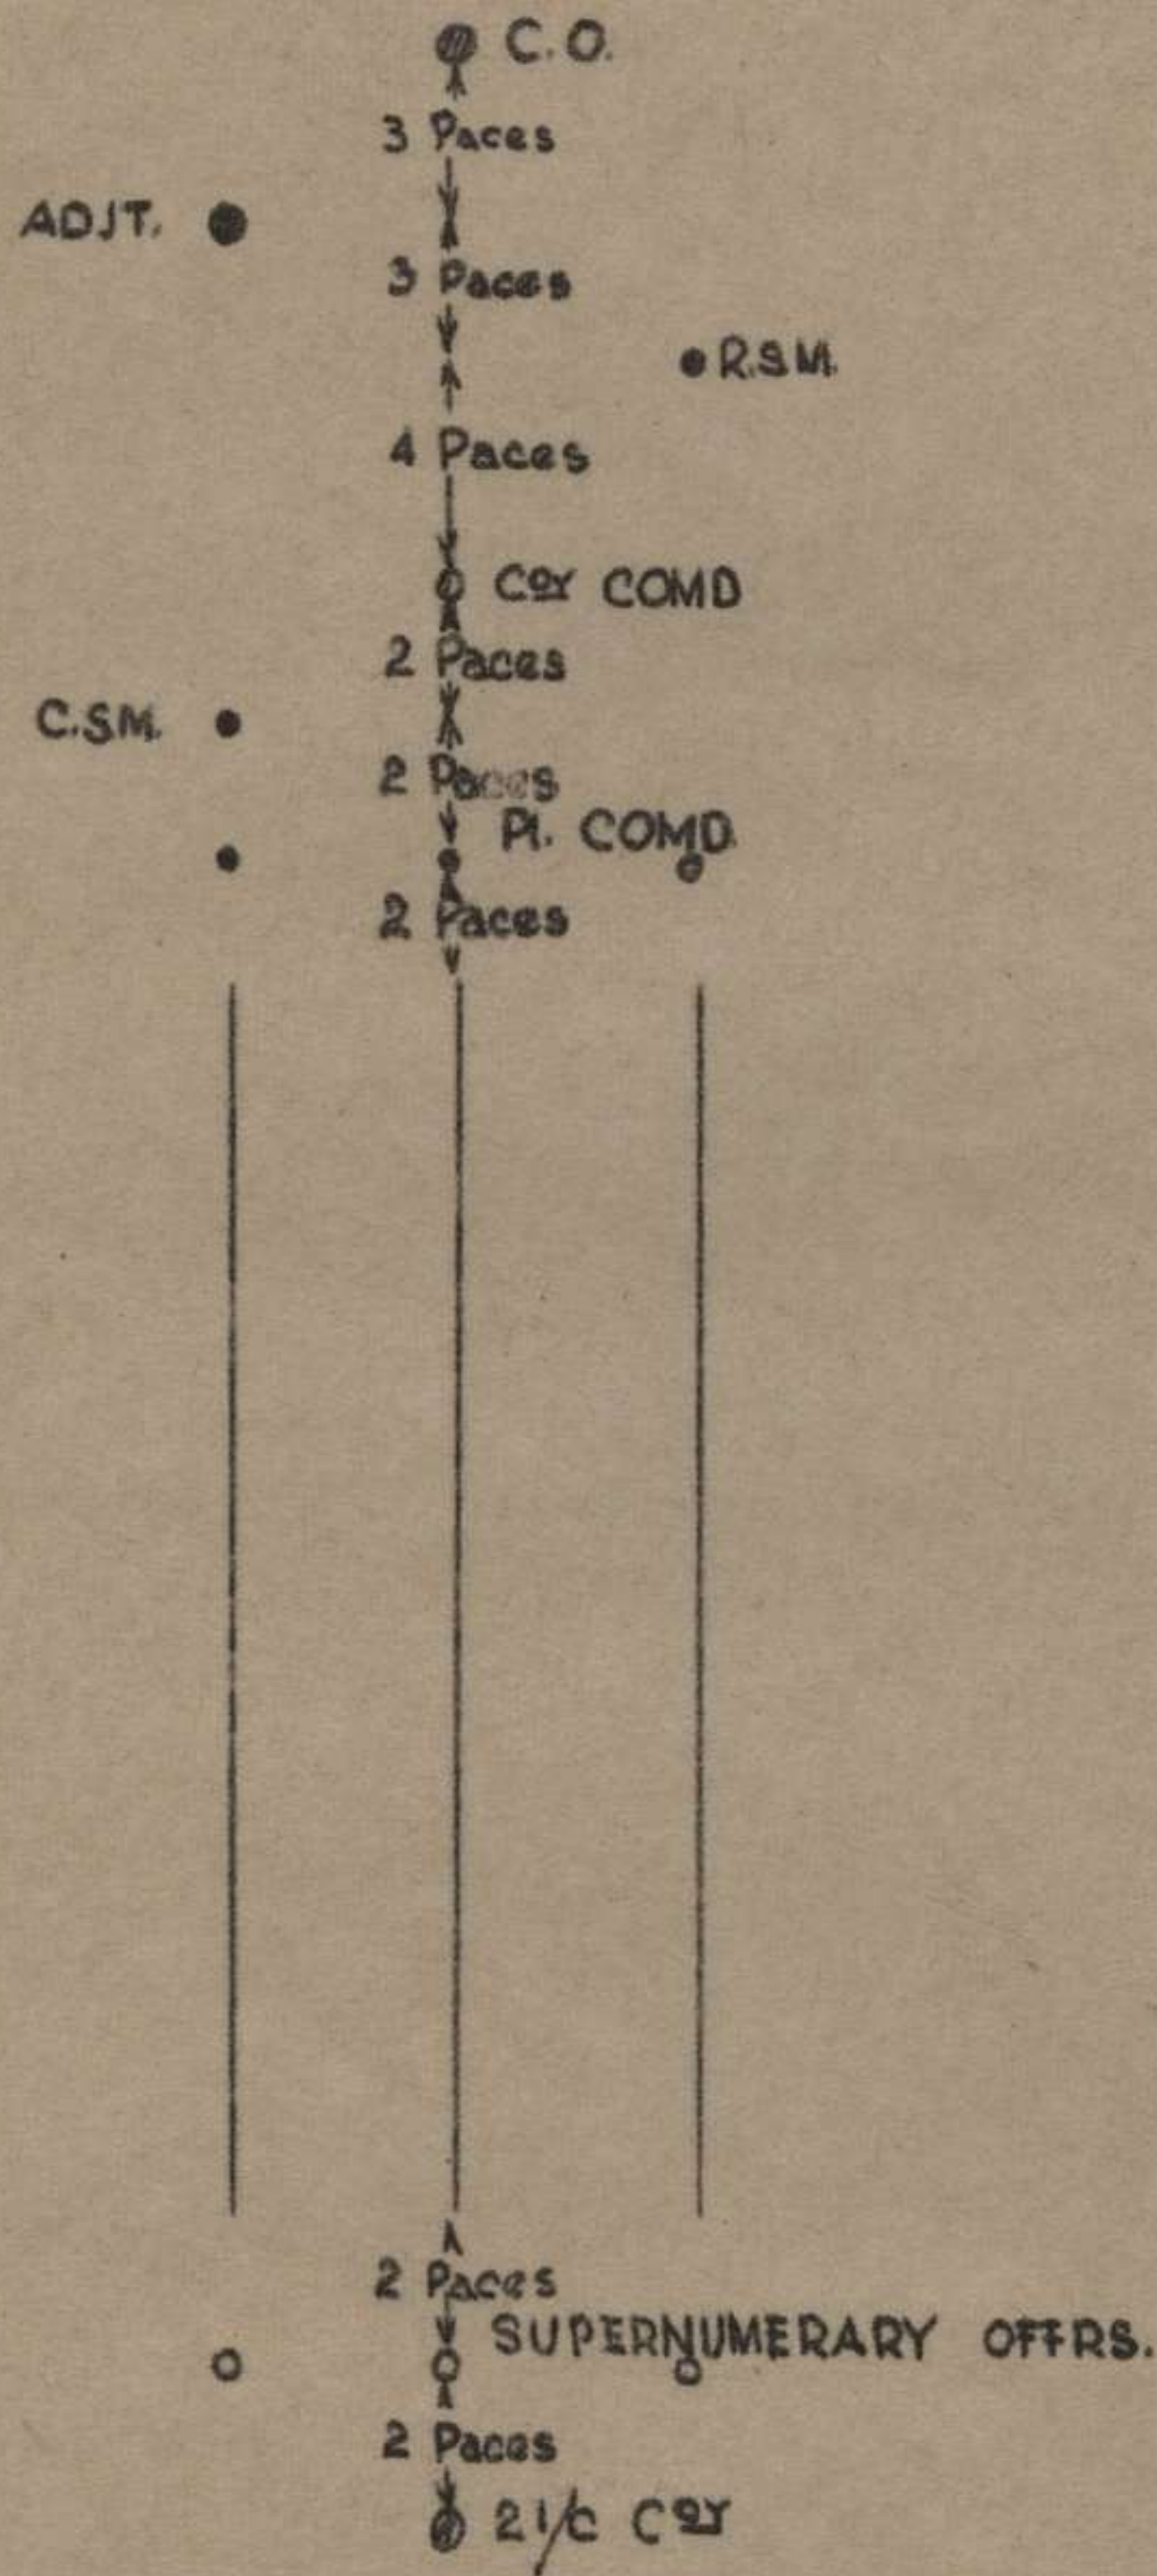 C.O.
3 Paces
ADJT.
3 Paces
R.S.M.
4 Paces
Coy COMD
2 Paces
C.S.M.
2 Paces
Pl. COMD.
2 Paces
2 Paces
SUPERNUMERARY OFFRS.
2 Paces
2 i/c Coy